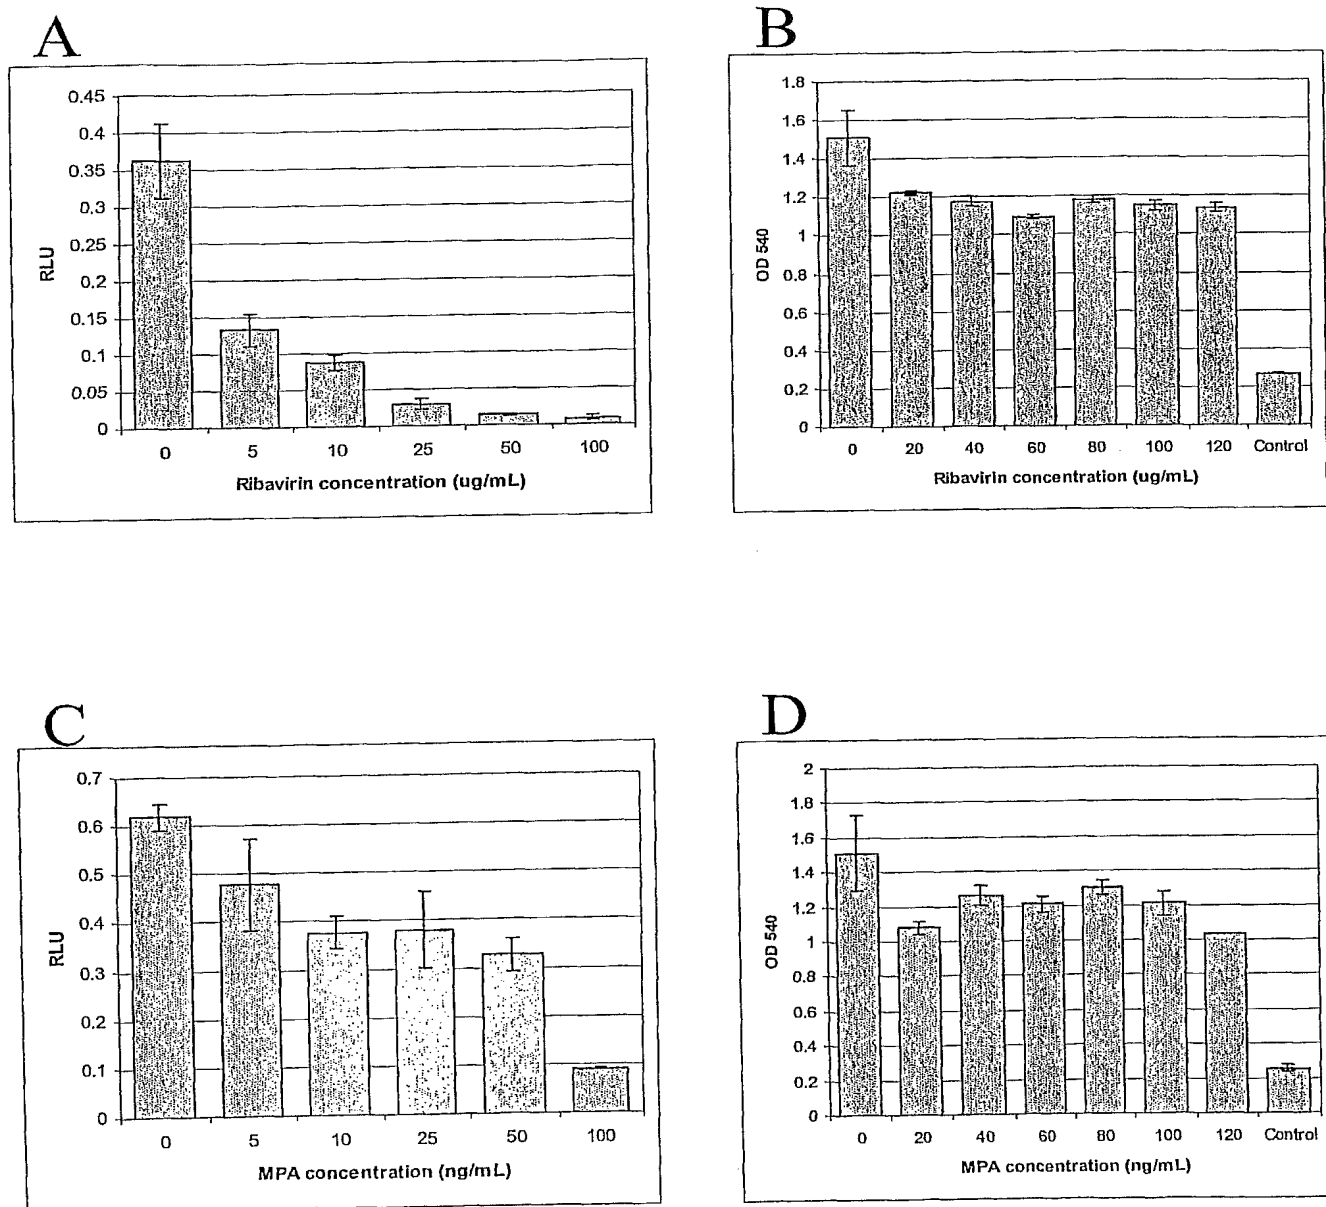 A
0.45
0.4
0.35
0.3
0.25
0.2
0.15
0.1
0.05
0
RLU
0 5 10 25 50 100
Ribavirin concentration (ug/mL)
B
1.8
1.6
1.4
1.2
1
0.8
0.6
0.4
0.2
0
OD 540
0 20 40 60 80 100 120 Control
Ribavirin concentration (ug/mL)
C
0.7
0.6
0.5
0.4
0.3
0.2
0.1
0
RLU
0 5 10 25 50 100
MPA concentration (ng/mL)
D
2
1.8
1.6
1.4
1.2
1
0.8
0.6
0.4
0.2
0
OD 540
0 20 40 60 80 100 120 Control
MPA concentration (ng/mL)